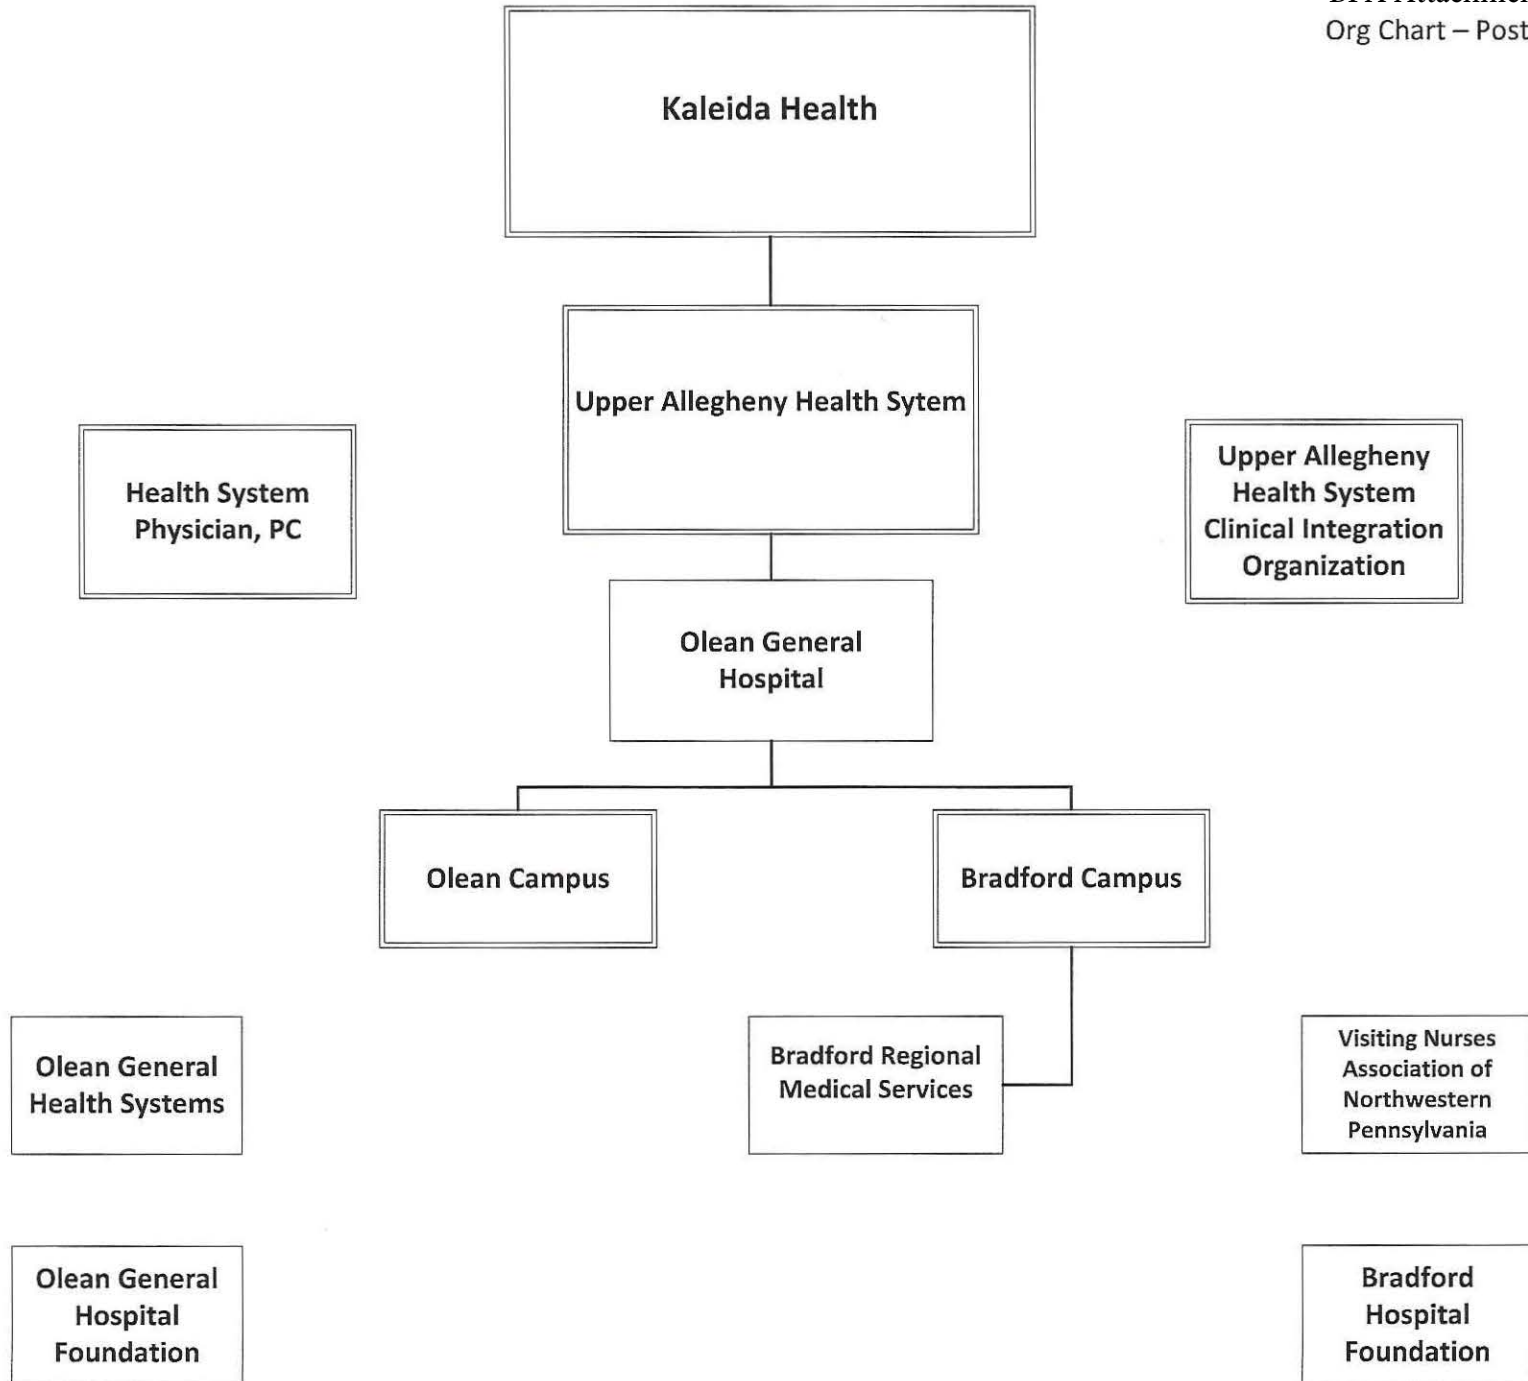 Org Chart – Post
Kaleida Health
Upper Allegheny Health Sytem
Health System
Physician, PC
Upper Allegheny
Health System
Clinical Integration
Organization
Olean General
Hospital
Olean Campus
Bradford Campus
Olean General
Health Systems
Bradford Regional
Medical Services
Visiting Nurses
Association of
Northwestern
Pennsylvania
Olean General
Hospital
Foundation
Bradford
Hospital
Foundation